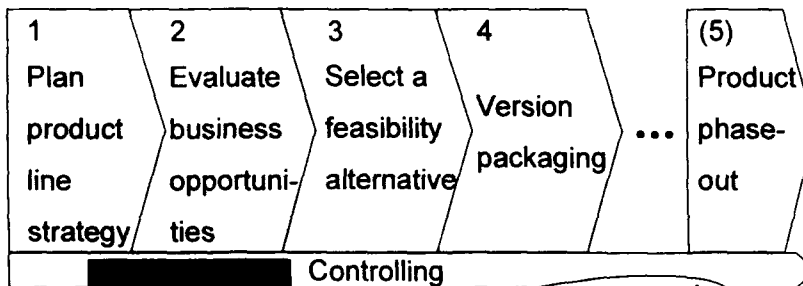 1
Plan
product
line
strategy
2
Evaluate
business
opportuni-
ties
3
Select a
feasibility
alternative
4
Version
packaging
...
(5)
Product
phase-
out
Controlling